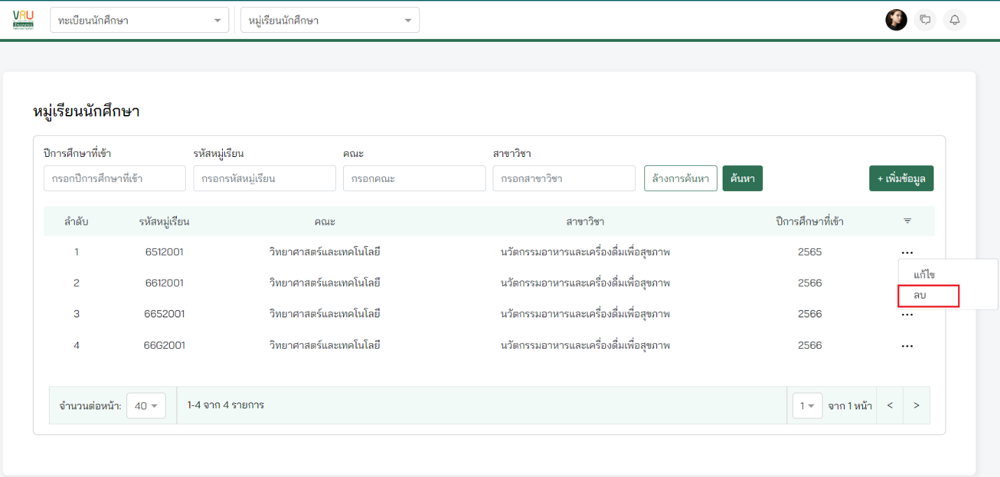 VRU
ทะเบียนนักศึกษา
หมู่เรียนนักศึกษา
หมู่เรียนนักศึกษา
ปีการศึกษาที่เข้า รหัสหมู่เรียน คณะ สาขาวิชา
กรอกปีการศึกษาที่เข้า กรอกรหัสหมู่เรียน กรอกคณะ กรอกสาขาวิชา ล้างการค้นหา ค้นหา + เพิ่มข้อมูล
ลำดับ รหัสหมู่เรียน คณะ สาขาวิชา ปีการศึกษาที่เข้า
1 6512001 วิทยาศาสตร์และเทคโนโลยี นวัตกรรมอาหารและเครื่องดื่มเพื่อสุขภาพ 2565 ...
แก้ไข
2 6612001 วิทยาศาสตร์และเทคโนโลยี นวัตกรรมอาหารและเครื่องดื่มเพื่อสุขภาพ 2566
ลบ
3 6652001 วิทยาศาสตร์และเทคโนโลยี นวัตกรรมอาหารและเครื่องดื่มเพื่อสุขภาพ 2566 ...
4 66G2001 วิทยาศาสตร์และเทคโนโลยี นวัตกรรมอาหารและเครื่องดื่มเพื่อสุขภาพ 2566 ...
จำนวนต่อหน้า: 40 1-4 จาก 4 รายการ 1 จาก 1 หน้า < >